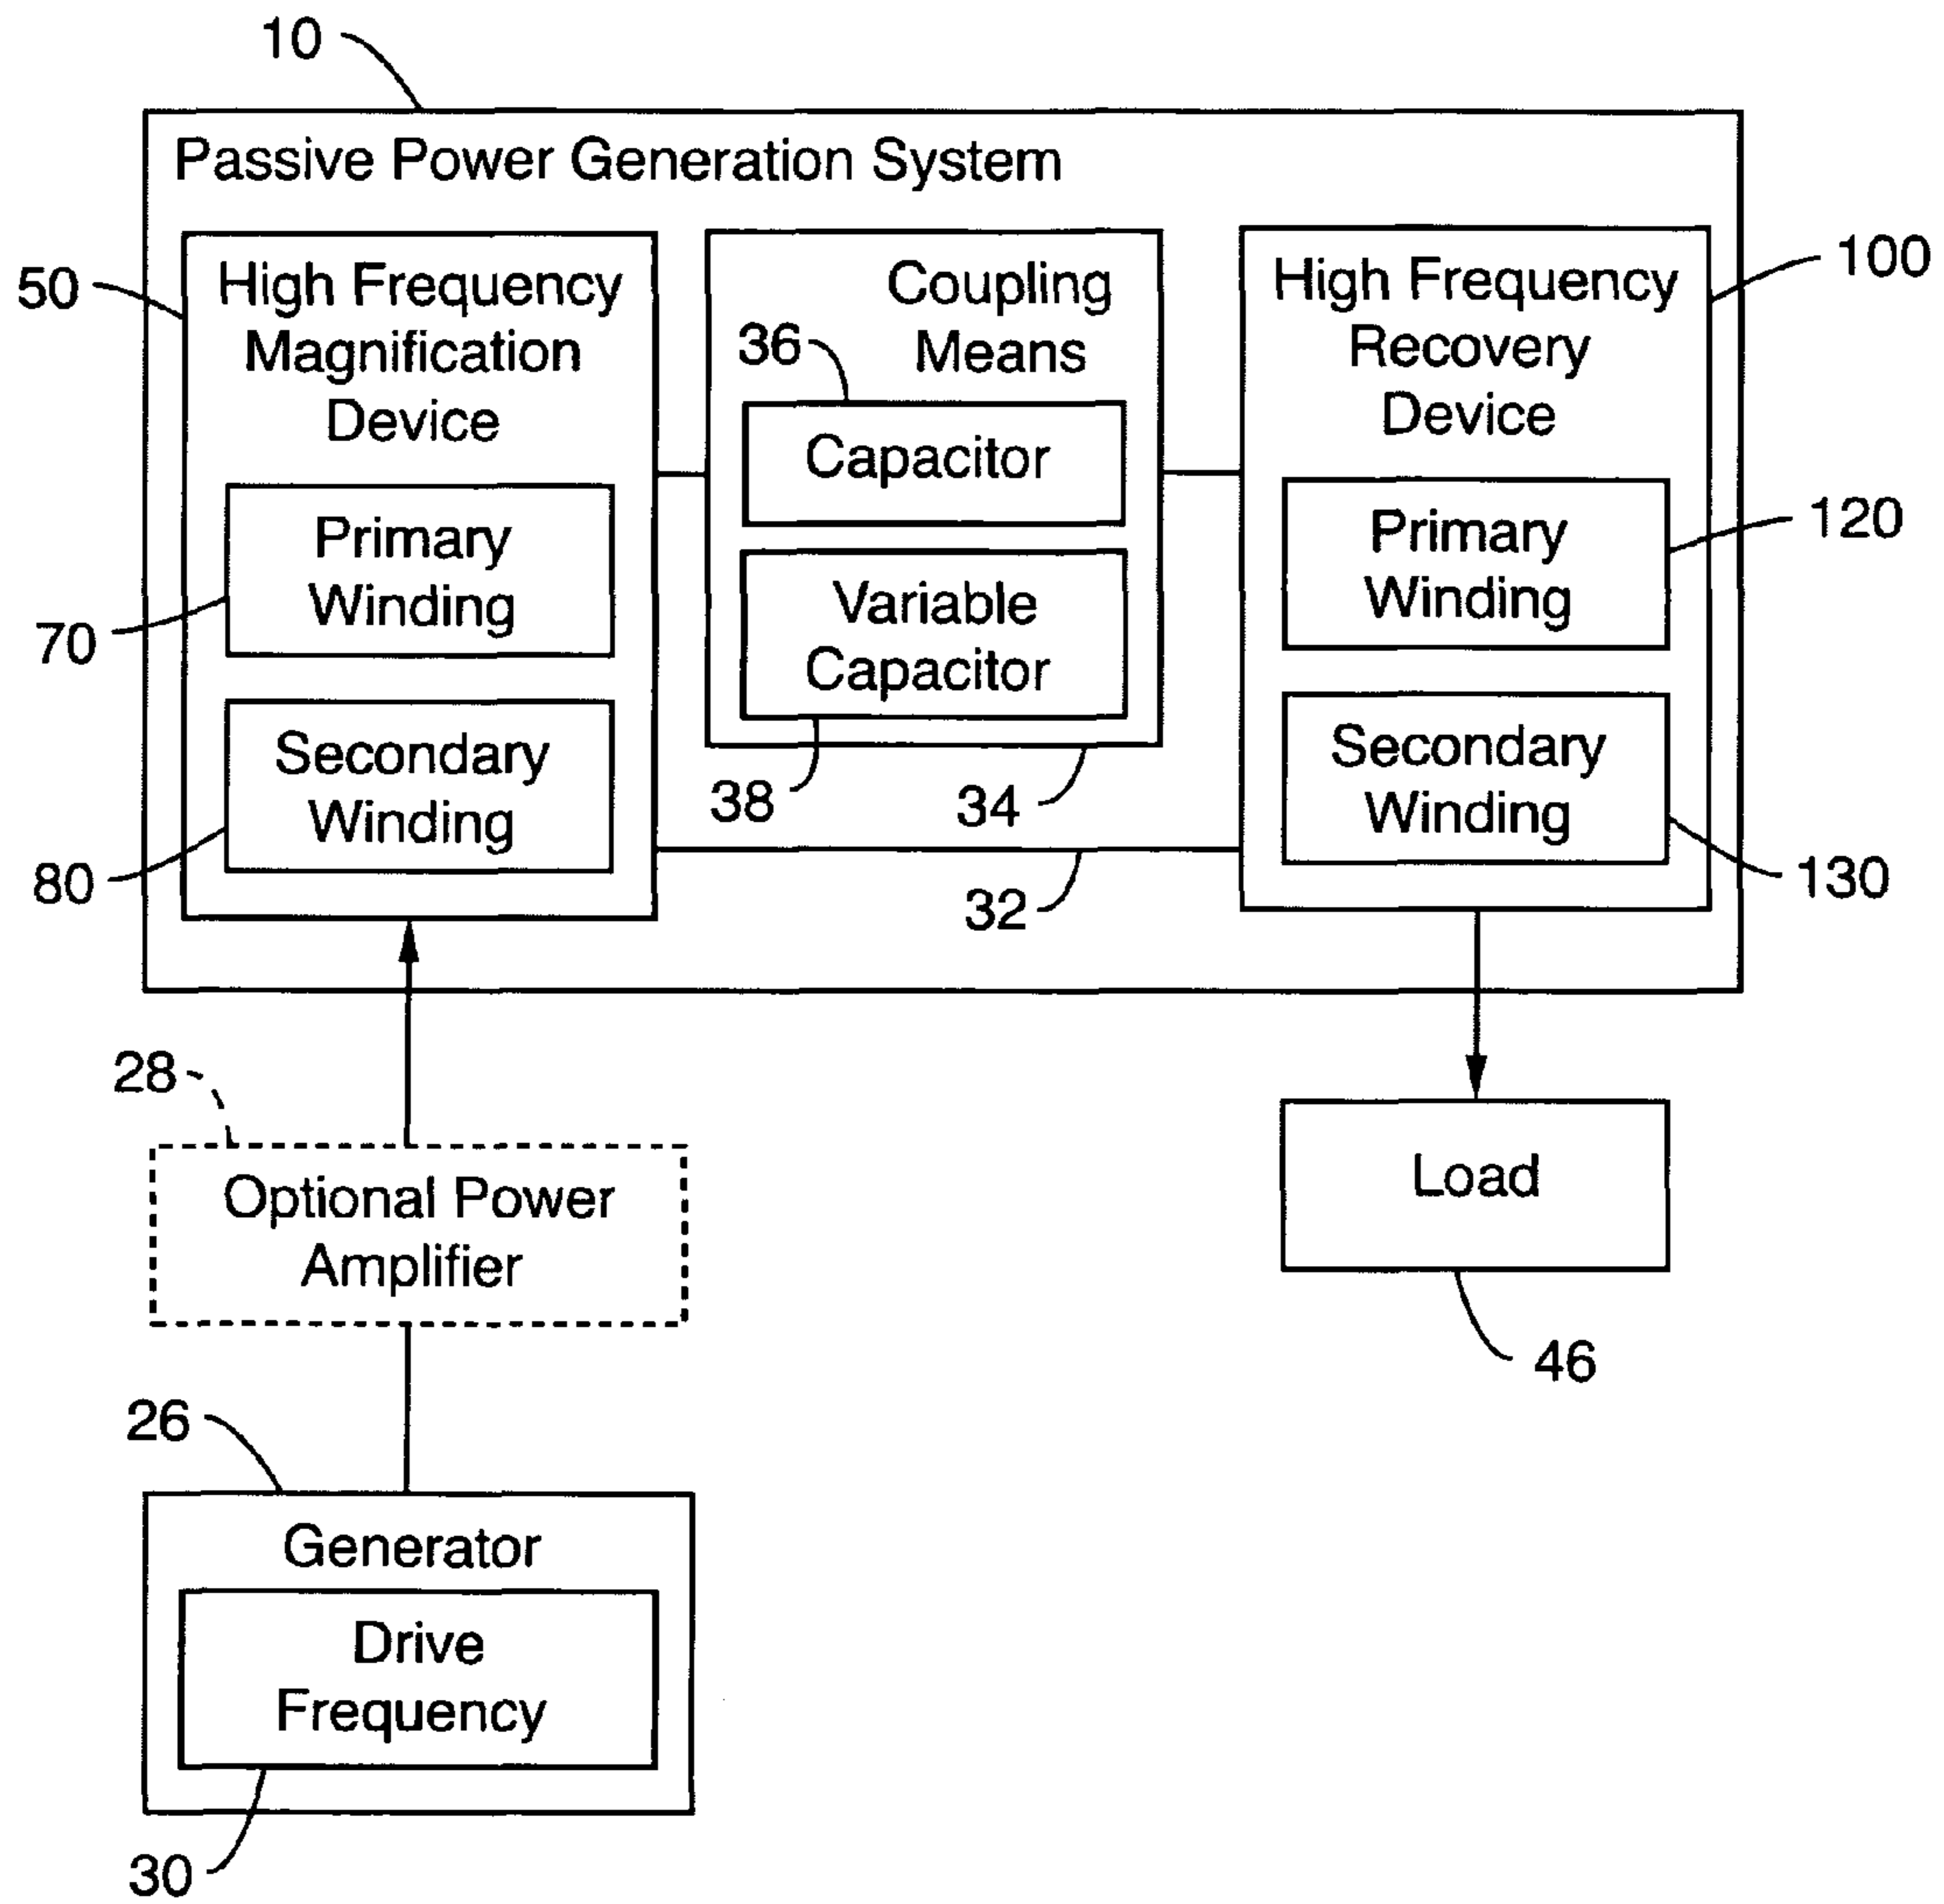 10
Passive Power Generation System
50
High Frequency
Magnification
Device
Primary
Winding
70
Secondary
Winding
80
Coupling
Means
36
Capacitor
Variable
Capacitor
38
34
32
High Frequency
Recovery
Device
100
Primary
Winding
120
Secondary
Winding
130
28
Optional Power
Amplifier
Load
46
26
Generator
Drive
Frequency
30